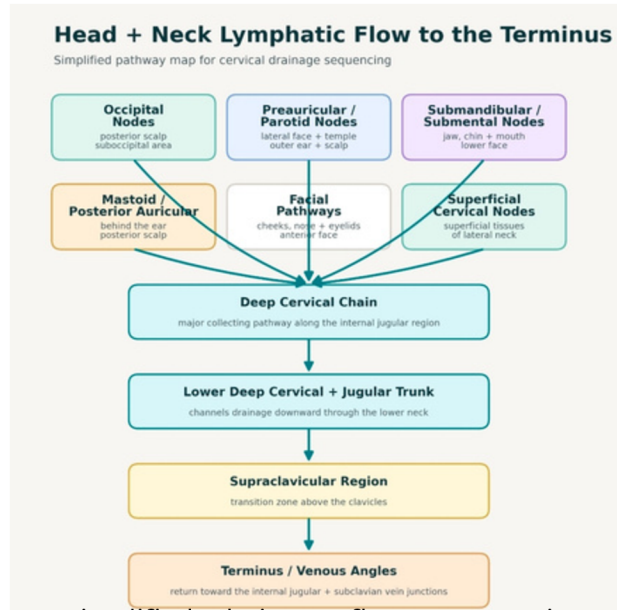 Head + Neck Lymphatic Flow to the Terminus
Simplified pathway map for cervical drainage sequencing
Occipital
Nodes
posterior scalp
suboccipital area
Preauricular /
Parotid Nodes
lateral face + temple
outer ear + scalp
Submandibular /
Submental Nodes
jaw, chin + mouth
lower face
Mastoid /
Posterior Auricular
behind the ear
posterior scalp
Facial
Pathways
cheeks, nose + eyelids
anterior face
Superficial
Cervical Nodes
superficial tissues
of lateral neck
Deep Cervical Chain
major collecting pathway along the internal jugular region
Lower Deep Cervical + Jugular Trunk
channels drainage downward through the lower neck
Supraclavicular Region
transition zone above the clavicles
Terminus / Venous Angles
return toward the internal jugular + subclavian vein junctions